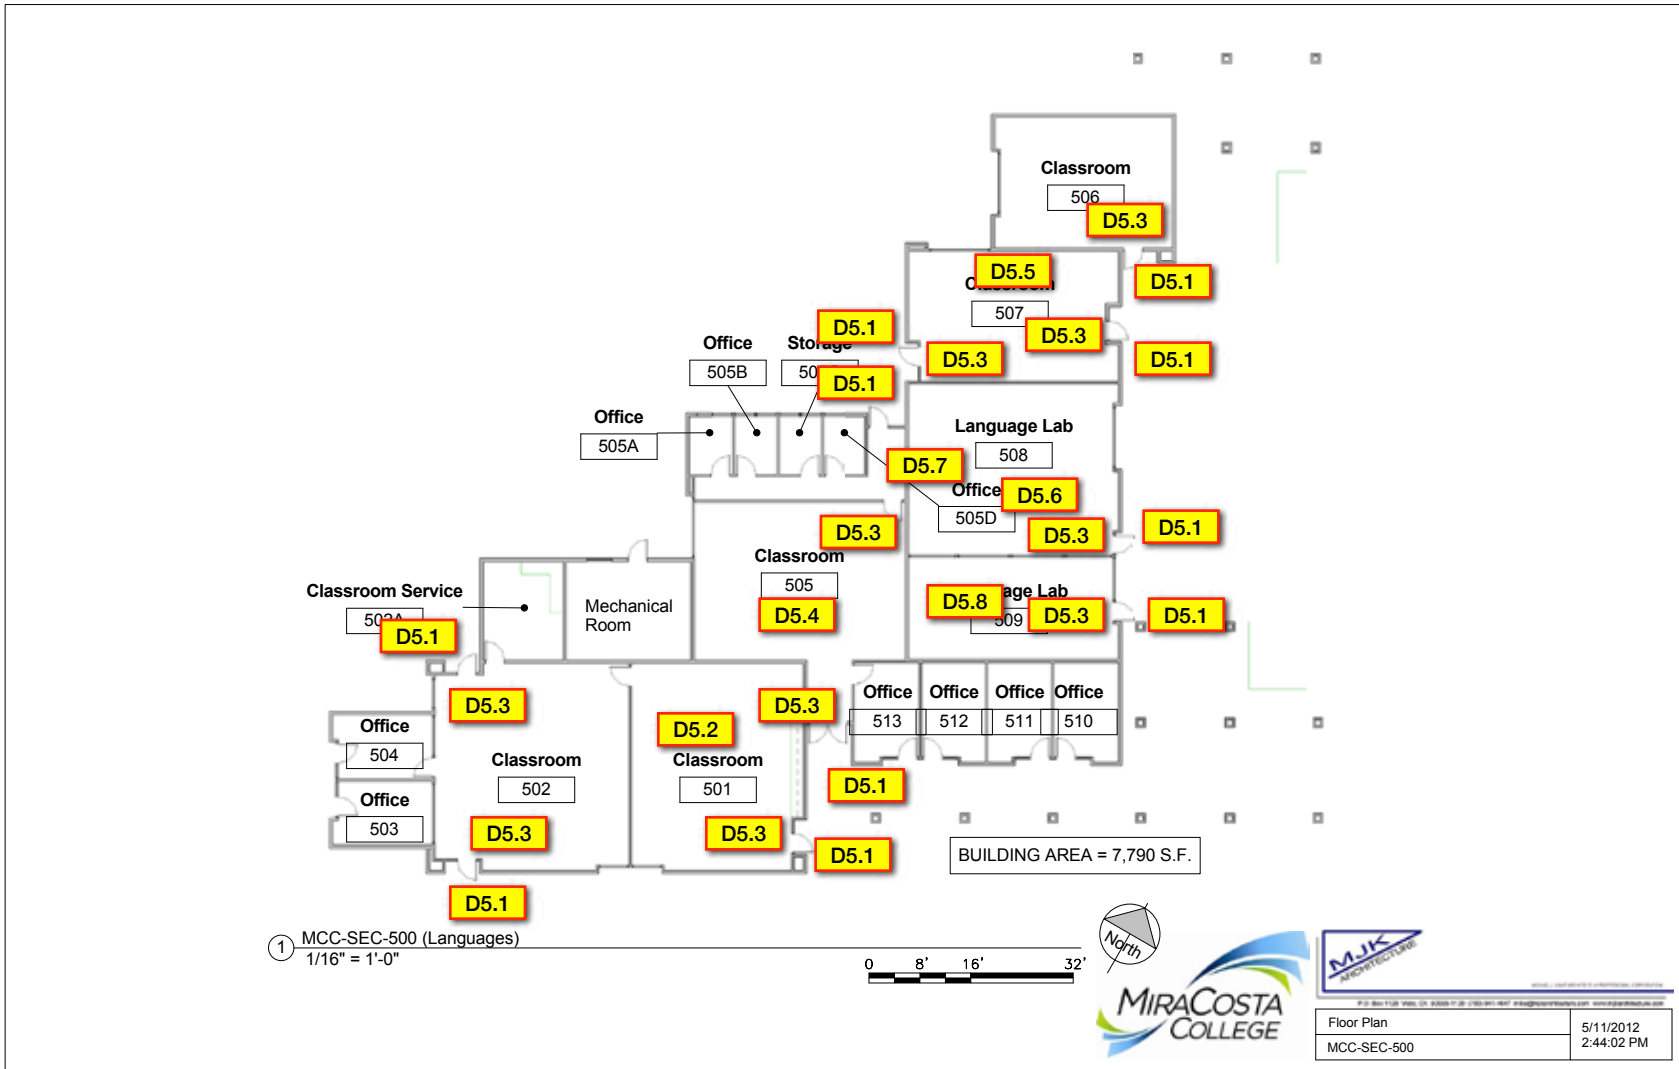 Classroom
506
D5.3
D5.5
D5.1
507
D5.1
D5.3
Office
D5.3
D5.1
505B
D5.1
Office
505A
Language Lab
508
D5.7
Office
D5.6
505D
D5.3
D5.3
D5.1
Classroom
505
Classroom Service
D5.4
D5.8
D5.3
D5.1
509
Mechanical
Room
D5.1
D5.3
D5.3
Office
Office
Office
Office
513
512
511
510
D5.2
Office
504
Classroom
502
Classroom
501
D5.1
Office
503
D5.3
D5.3
D5.1
BUILDING AREA = 7,790 S.F.
D5.1
1
MCC-SEC-500 (Languages)
1/16" = 1'-0"
0 8' 16' 32'
North
MIRACOSTA
COLLEGE
MJK
ARCHITECTURE
Floor Plan
MCC-SEC-500
5/11/2012
2:44:02 PM